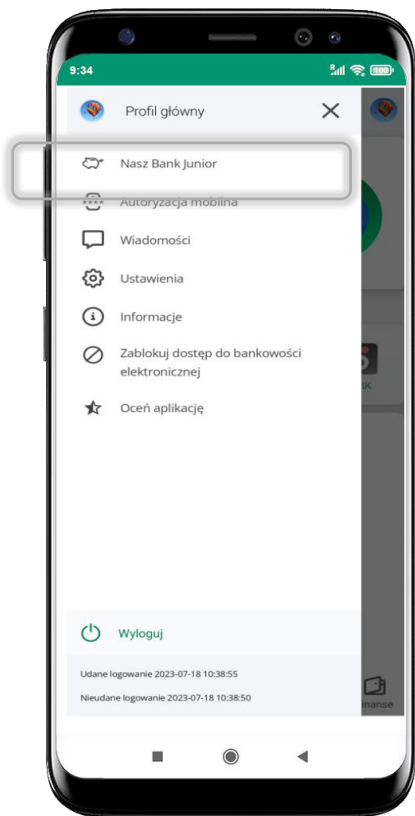 9:34
100
Profil główny
Nasz Bank Junior
Autoryzacja mobilna
Wiadomości
Ustawienia
Informacje
Zablokuj dostęp do bankowości
elektronicznej
Oceń aplikację
Wyloguj
Udane logowanie 2023-07-18 10:38:55
Nieudane logowanie 2023-07-18 10:38:50